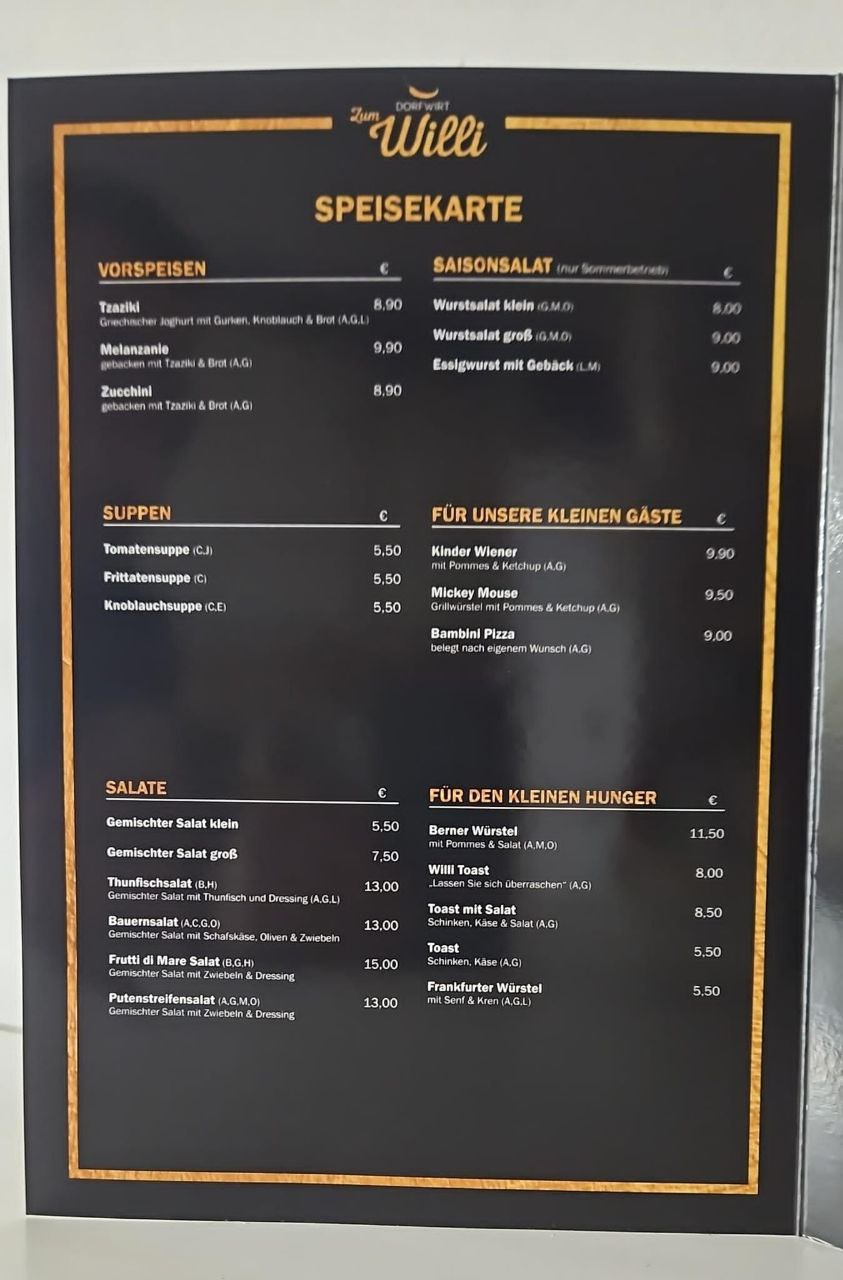 DORFWIRT
Zum
Willi
SPEISEKARTE
VORSPEISEN €
Tzaziki 8,90
Griechischer Joghurt mit Gurken, Knoblauch & Brot (A,G,L)
Melanzanie 9,90
gebacken mit Tzaziki & Brot (A,G)
Zucchini 8,90
gebacken mit Tzaziki & Brot (A,G)
SAISONSALAT (nur Sommerbetrieb) €
Wurstsalat klein (G,M,O) 8,00
Wurstsalat groß (G,M,O) 9,00
Essigwurst mit Gebäck (L,M) 9,00
SUPPEN €
Tomatensuppe (C,J) 5,50
Frittatensuppe (C) 5,50
Knoblauchsuppe (C,E) 5,50
FÜR UNSERE KLEINEN GÄSTE €
Kinder Wiener 9,90
mit Pommes & Ketchup (A,G)
Mickey Mouse 9,50
Grillwürstel mit Pommes & Ketchup (A,G)
Bambini Pizza 9,00
belegt nach eigenem Wunsch (A,G)
SALATE €
Gemischter Salat klein 5,50
Gemischter Salat groß 7,50
Thunfischsalat (B,H) 13,00
Gemischter Salat mit Thunfisch und Dressing (A,G,L)
Bauernsalat (A,C,G,O) 13,00
Gemischter Salat mit Schafskäse, Oliven & Zwiebeln
Frutti di Mare Salat (B,G,H) 15,00
Gemischter Salat mit Zwiebeln & Dressing
Putenstreifensalat (A,G,M,O) 13,00
Gemischter Salat mit Zwiebeln & Dressing
FÜR DEN KLEINEN HUNGER €
Berner Würstel 11,50
mit Pommes & Salat (A,M,O)
Willi Toast 8,00
„Lassen Sie sich überraschen“ (A,G)
Toast mit Salat 8,50
Schinken, Käse & Salat (A,G)
Toast 5,50
Schinken, Käse (A,G)
Frankfurter Würstel 5,50
mit Senf & Kren (A,G,L)